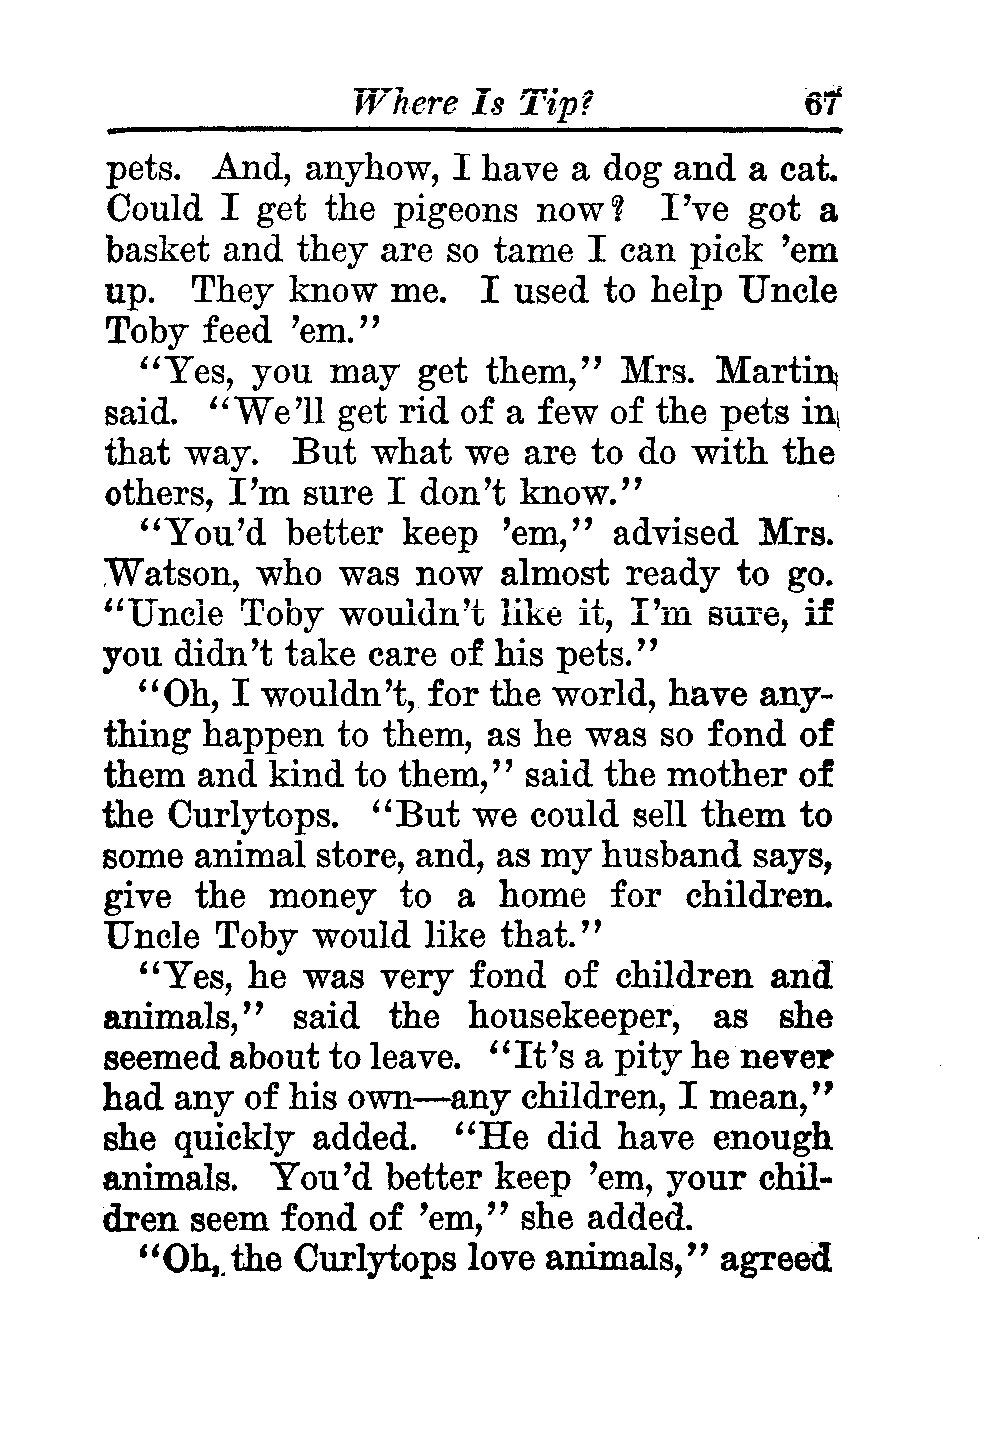 Where Is Tip? 67
pets. And, anyhow, I have a dog and a cat.
Could I get the pigeons now? I've got a
basket and they are so tame I can pick 'em
up. They know me. I used to help Uncle
Toby feed 'em."
"Yes, you may get them," Mrs. Martin
said. "We'll get rid of a few of the pets in
that way. But what we are to do with the
others, I'm sure I don't know."
"You'd better keep 'em," advised Mrs.
Watson, who was now almost ready to go.
"Uncle Toby wouldn't like it, I'm sure, if
you didn't take care of his pets."
"Oh, I wouldn't, for the world, have any-
thing happen to them, as he was so fond of
them and kind to them," said the mother of
the Curlytops. "But we could sell them to
some animal store, and, as my husband says,
give the money to a home for children.
Uncle Toby would like that."
"Yes, he was very fond of children and
animals," said the housekeeper, as she
seemed about to leave. "It's a pity he never
had any of his own—any children, I mean,"
she quickly added. "He did have enough
animals. You'd better keep 'em, your chil-
dren seem fond of 'em," she added.
"Oh, the Curlytops love animals," agreed